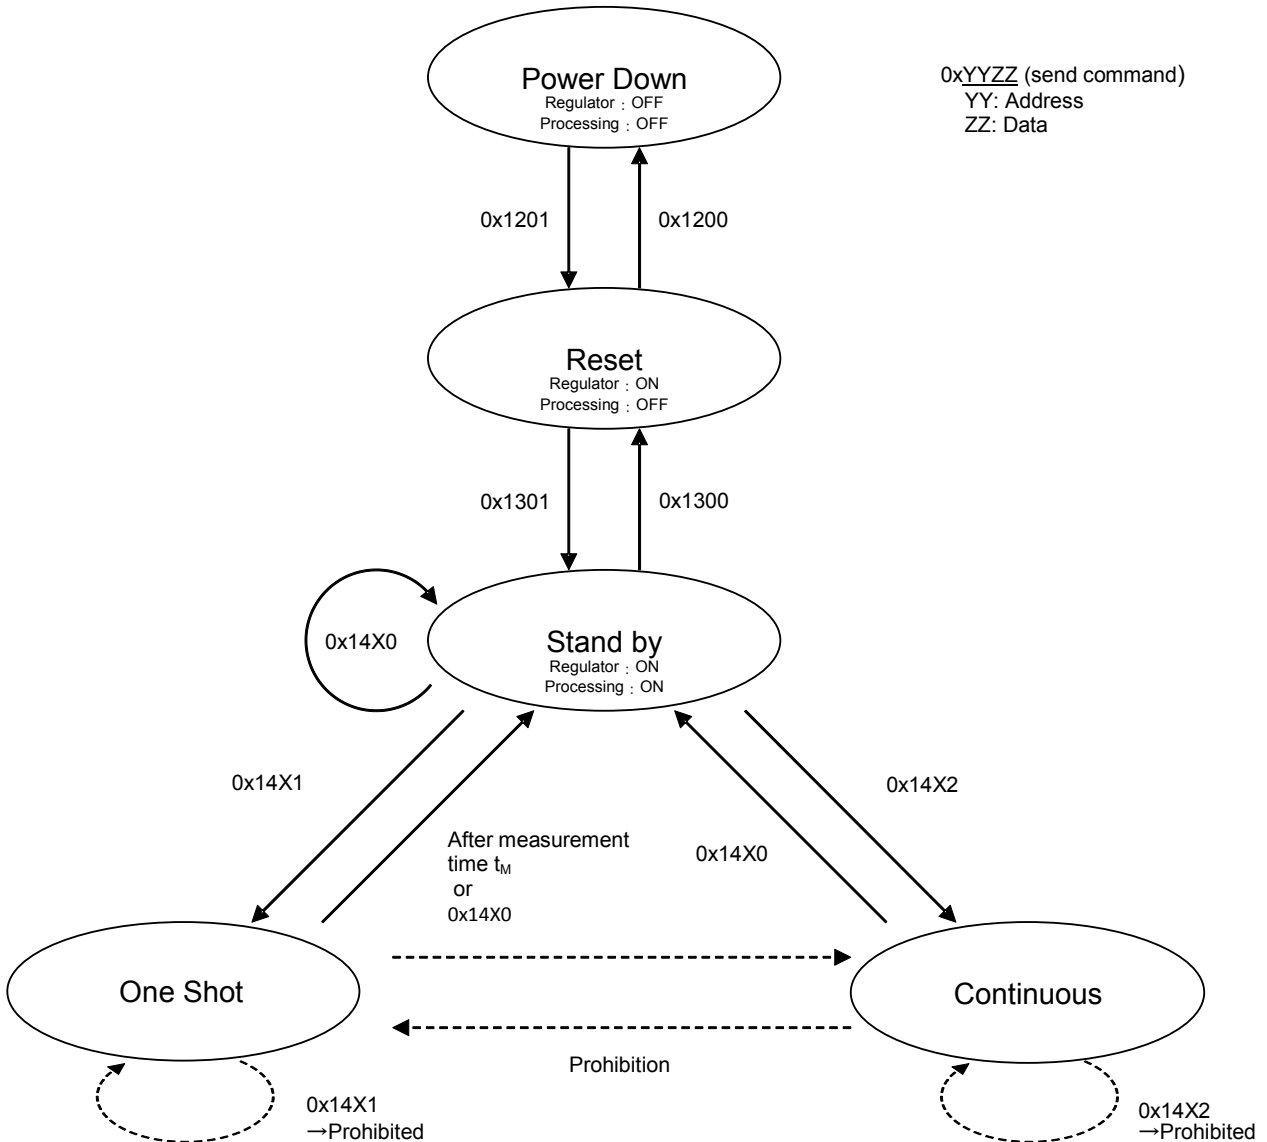 Power Down
Regulator : OFF
Processing : OFF
0xYYZZ (send command)
YY: Address
ZZ: Data
0x1201
0x1200
Reset
Regulator : ON
Processing : OFF
0x1301
0x1300
0x14X0
Stand by
Regulator : ON
Processing : ON
0x14X1
0x14X2
After measurement
time tM
or
0x14X0
0x14X0
One Shot
Continuous
Prohibition
0x14X1
→Prohibited
0x14X2
→Prohibited